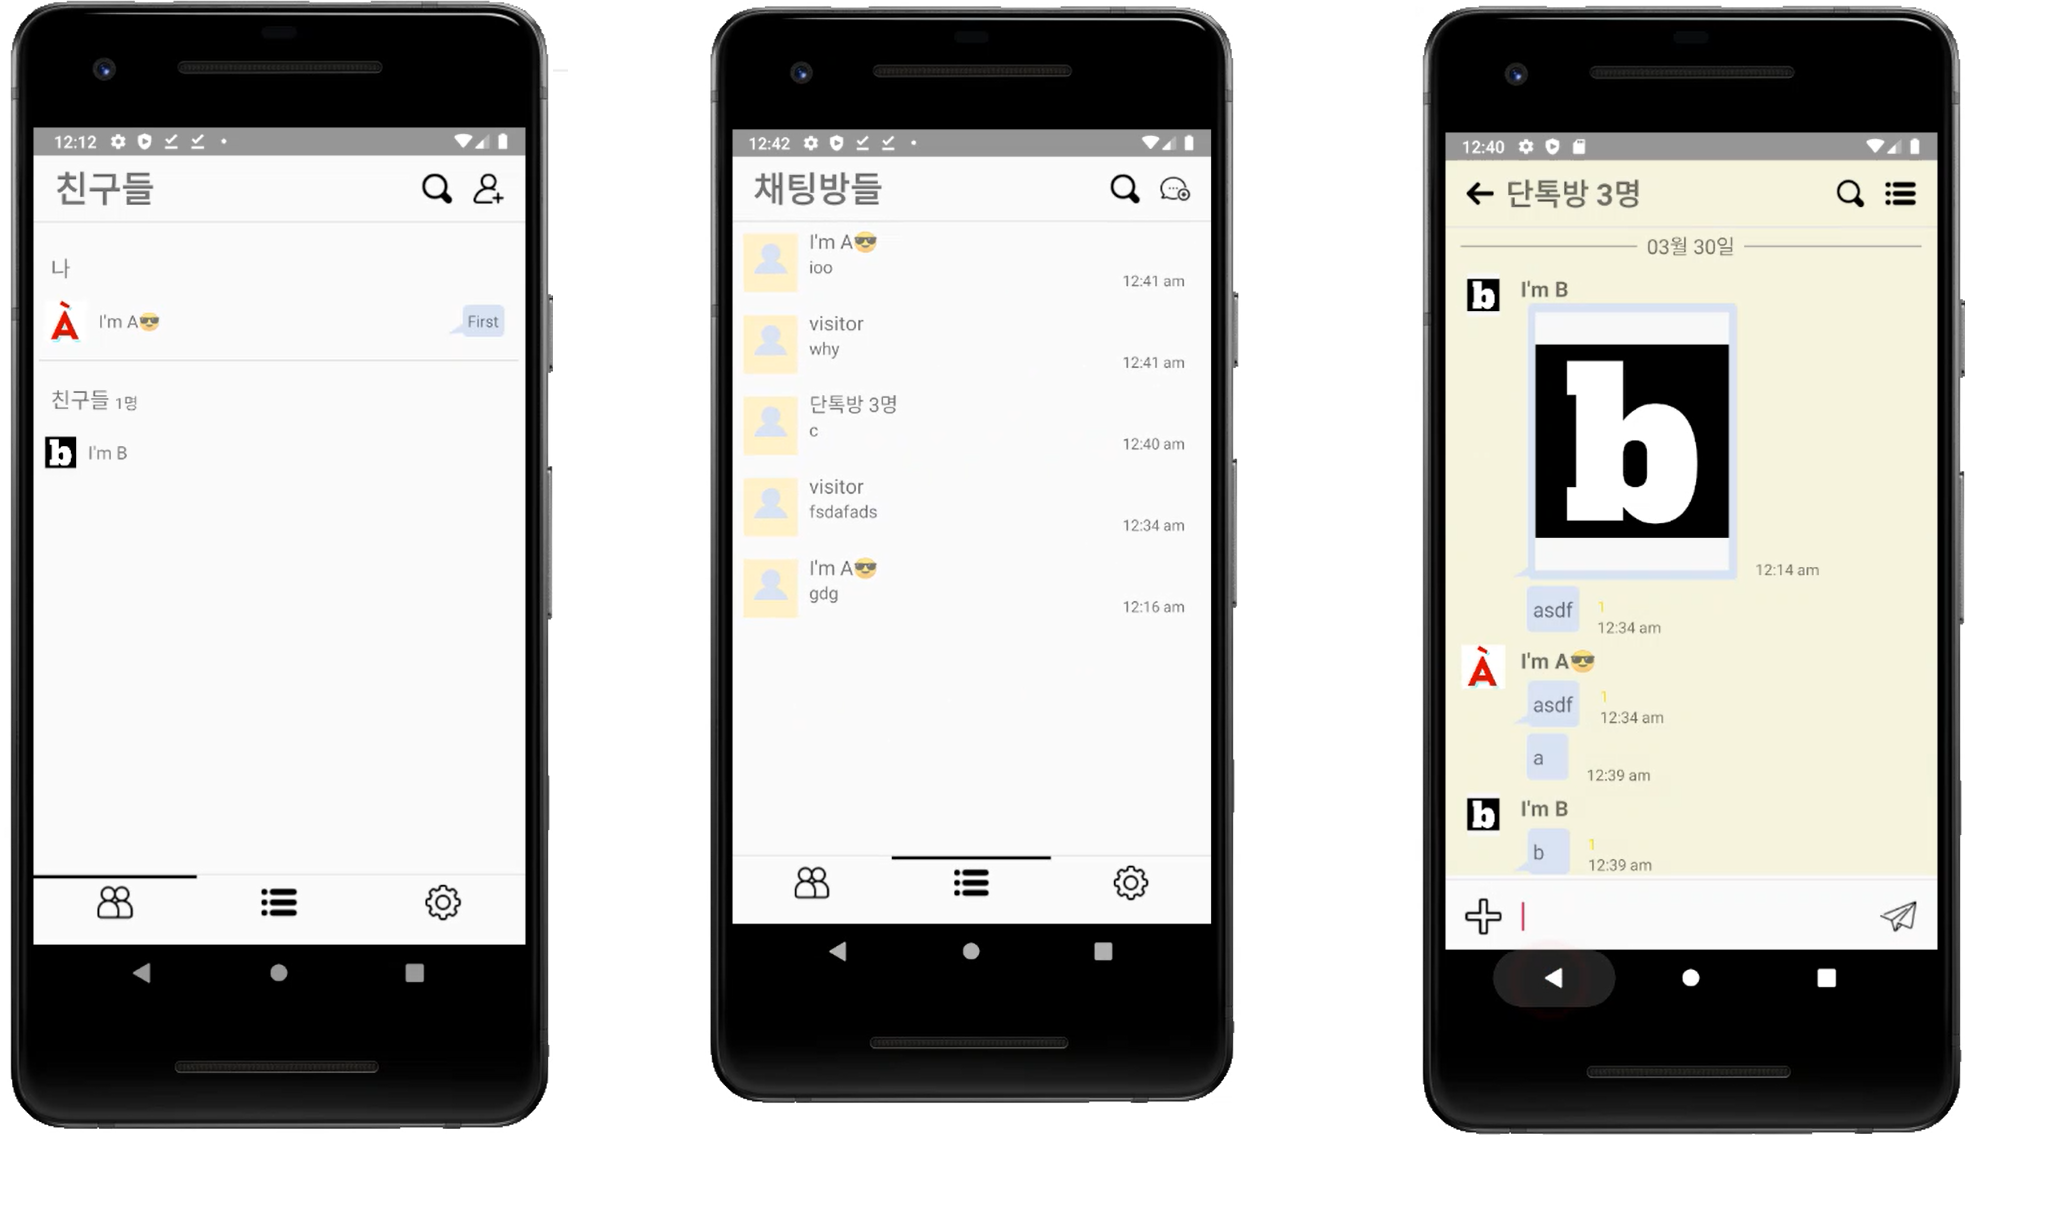 12:12
친구들
나
À I'm A😎 First
친구들 1명
b I'm B
12:42
채팅방들
I'm A😎
ioo
12:41 am
visitor
why
12:41 am
단톡방 3명
c
12:40 am
visitor
fsdafads
12:34 am
I'm A😎
gdg
12:16 am
12:40
단톡방 3명
03월 30일
b I'm B
b
12:14 am
asdf 1
12:34 am
À I'm A😎
asdf 1
12:34 am
a
12:39 am
b I'm B
b 1
12:39 am